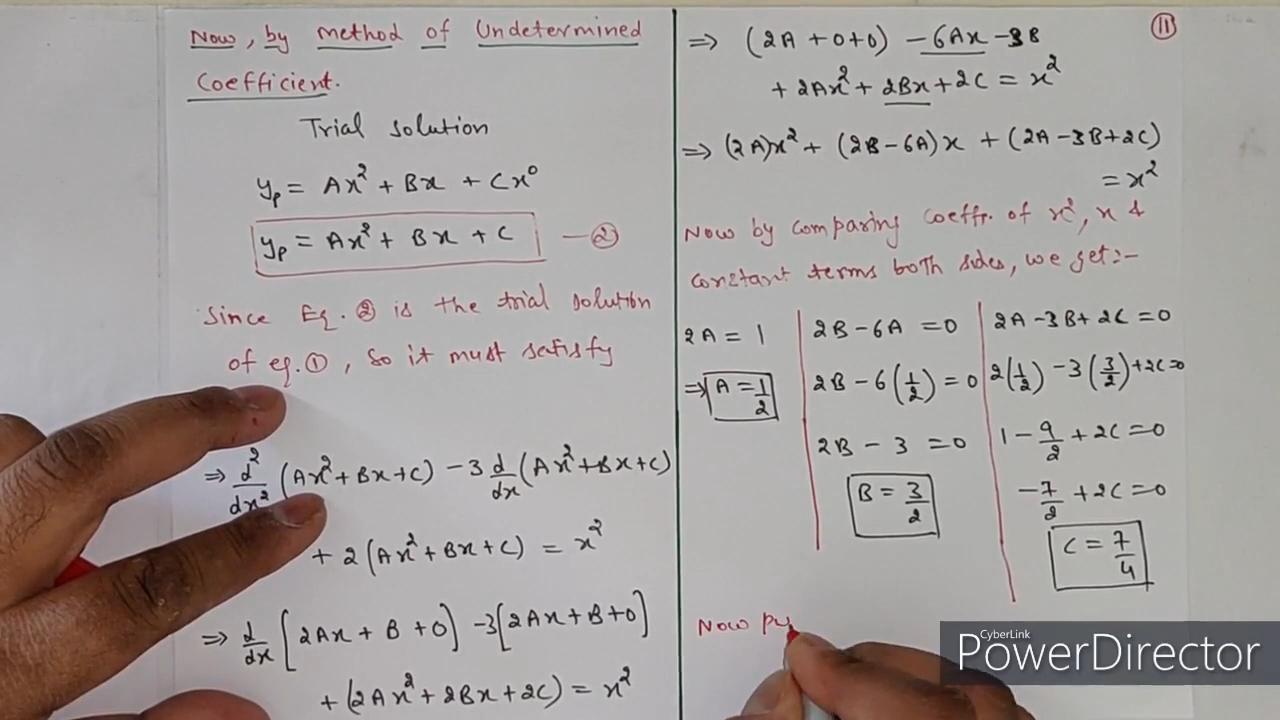 Now, by method of Undetermined
Coefficient.
Trial solution
yₚ = Ax² + Bx + Cx⁰
yₚ = Ax² + Bx + C —②
Since Eq. ② is the trial solution
of eq. ①, so it must satisfy
⇒ d²/dx² (Ax² + Bx + C) - 3 d/dx (Ax² + Bx + C)
+ 2 (Ax² + Bx + C) = x²
⇒ d/dx [2Ax + B + 0] - 3[2Ax + B + 0]
+ (2Ax² + 2Bx + 2C) = x²
11
⇒ (2A + 0 + 0) - 6Ax - 3B
+ 2Ax² + 2Bx + 2C = x²
⇒ (2A)x² + (2B - 6A)x + (2A - 3B + 2C)
= x²
Now by comparing coeffr. of x², x &
constant terms both sides, we get:-
2A = 1
⇒ A = 1/2
2B - 6A = 0
2B - 6(1/2) = 0
2B - 3 = 0
B = 3/2
2A - 3B + 2C = 0
2(1/2) - 3(3/2) + 2C = 0
1 - 9/2 + 2C = 0
-7/2 + 2C = 0
C = 7/4
Now pu
CyberLink
PowerDirector